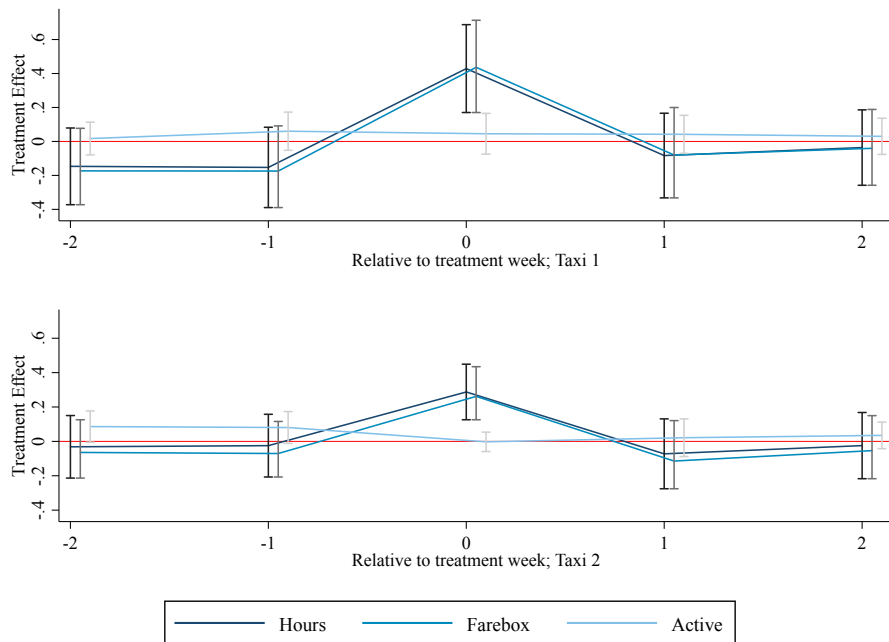 Treatment Effect
.6
.4
.2
0
-.2
-.4
-2 -1 0 1 2
Relative to treatment week; Taxi 1
Treatment Effect
.6
.4
.2
0
-.2
-.4
-2 -1 0 1 2
Relative to treatment week; Taxi 2
Hours Farebox Active